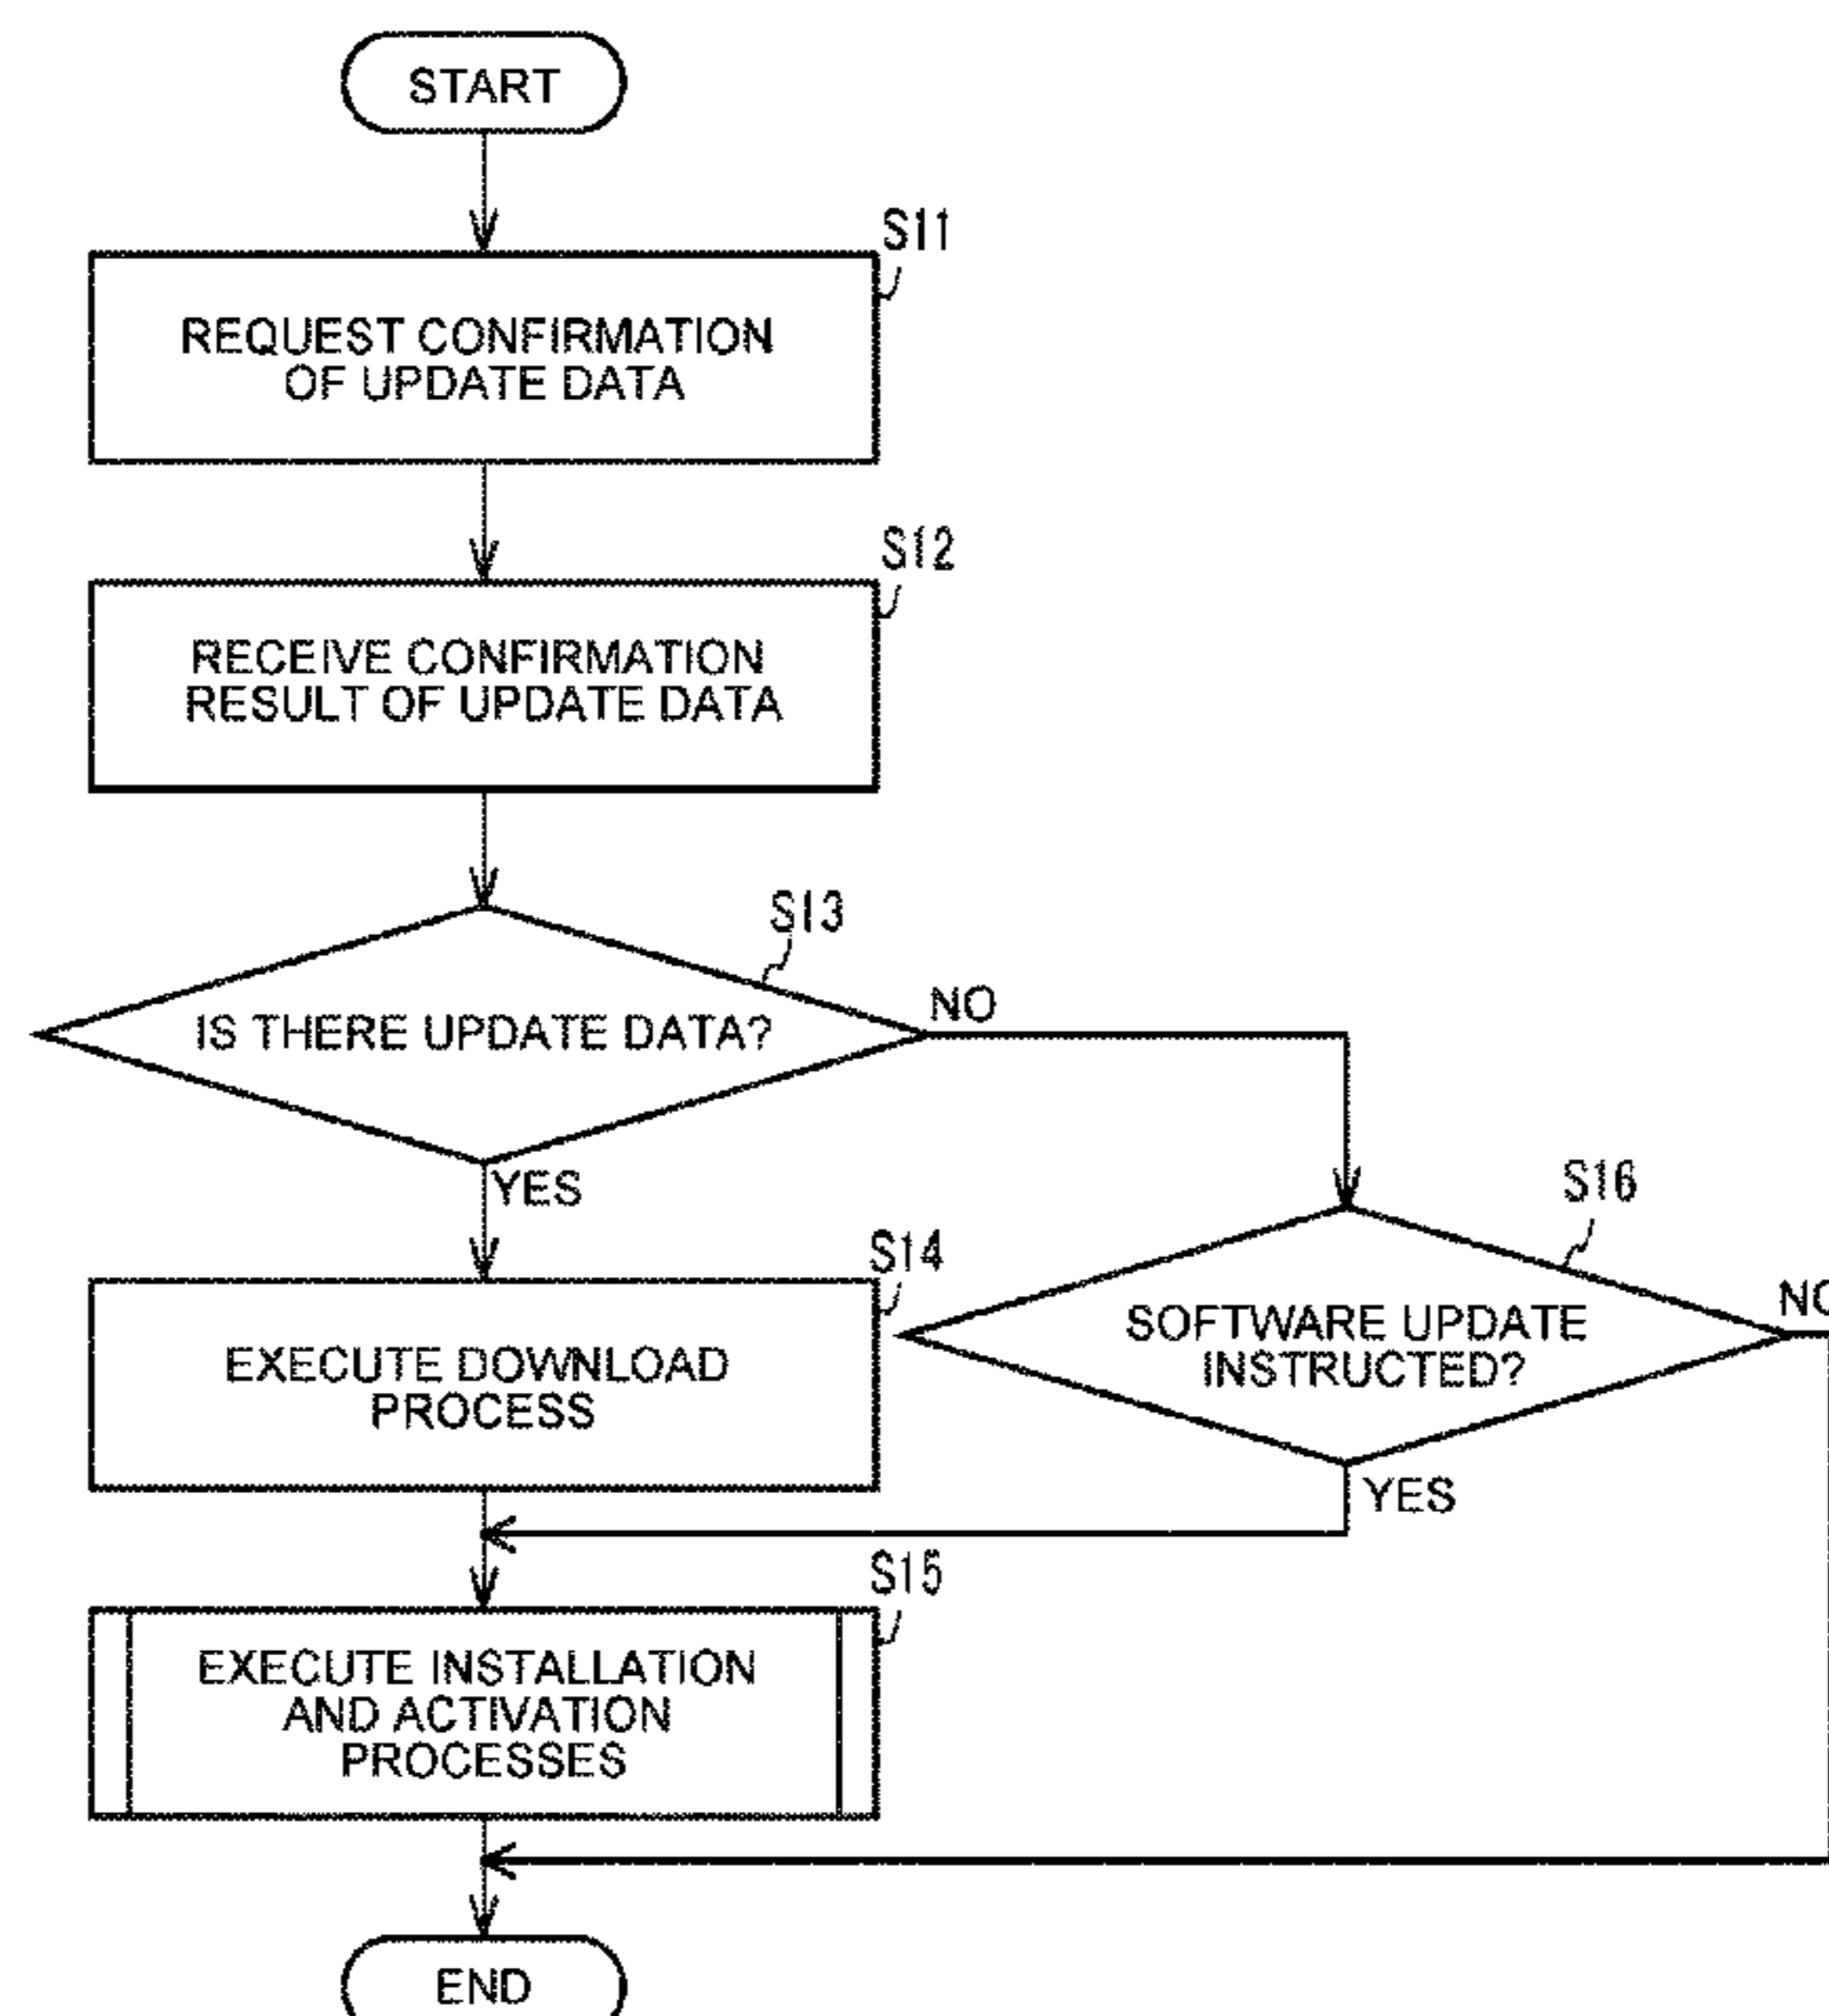 START
S11
REQUEST CONFIRMATION
OF UPDATE DATA
S12
RECEIVE CONFIRMATION
RESULT OF UPDATE DATA
S13
IS THERE UPDATE DATA?
NO
YES
S14
EXECUTE DOWNLOAD
PROCESS
S16
SOFTWARE UPDATE
INSTRUCTED?
NO
YES
S15
EXECUTE INSTALLATION
AND ACTIVATION
PROCESSES
END